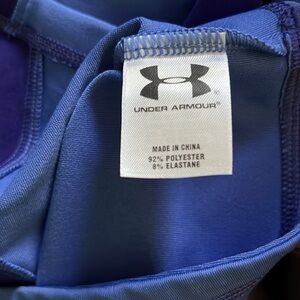 UNDER ARMOUR®
MADE IN CHINA
92% POLYESTER
8% ELASTANE